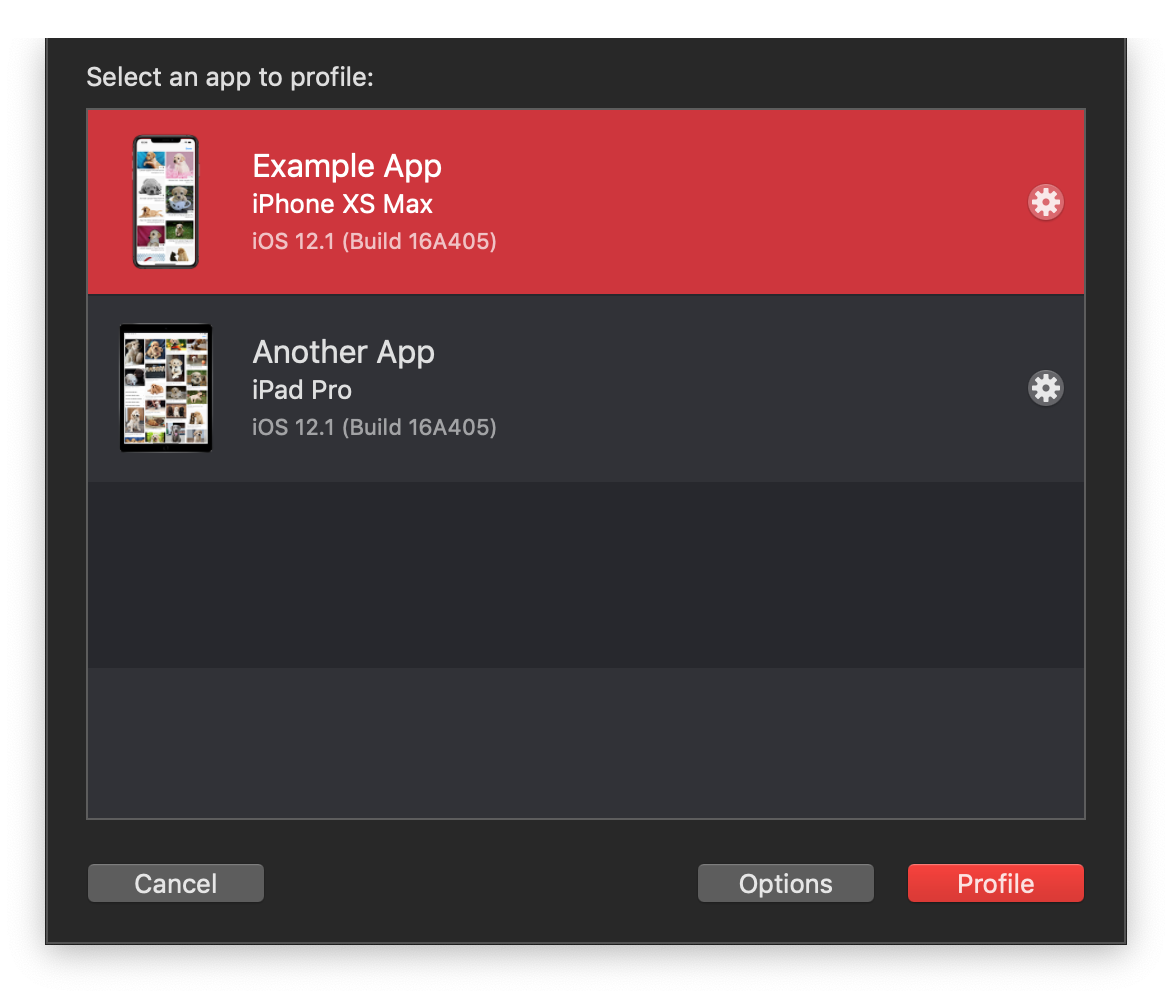 Select an app to profile:
Example App
iPhone XS Max
iOS 12.1 (Build 16A405)
Another App
iPad Pro
iOS 12.1 (Build 16A405)
Cancel
Options
Profile